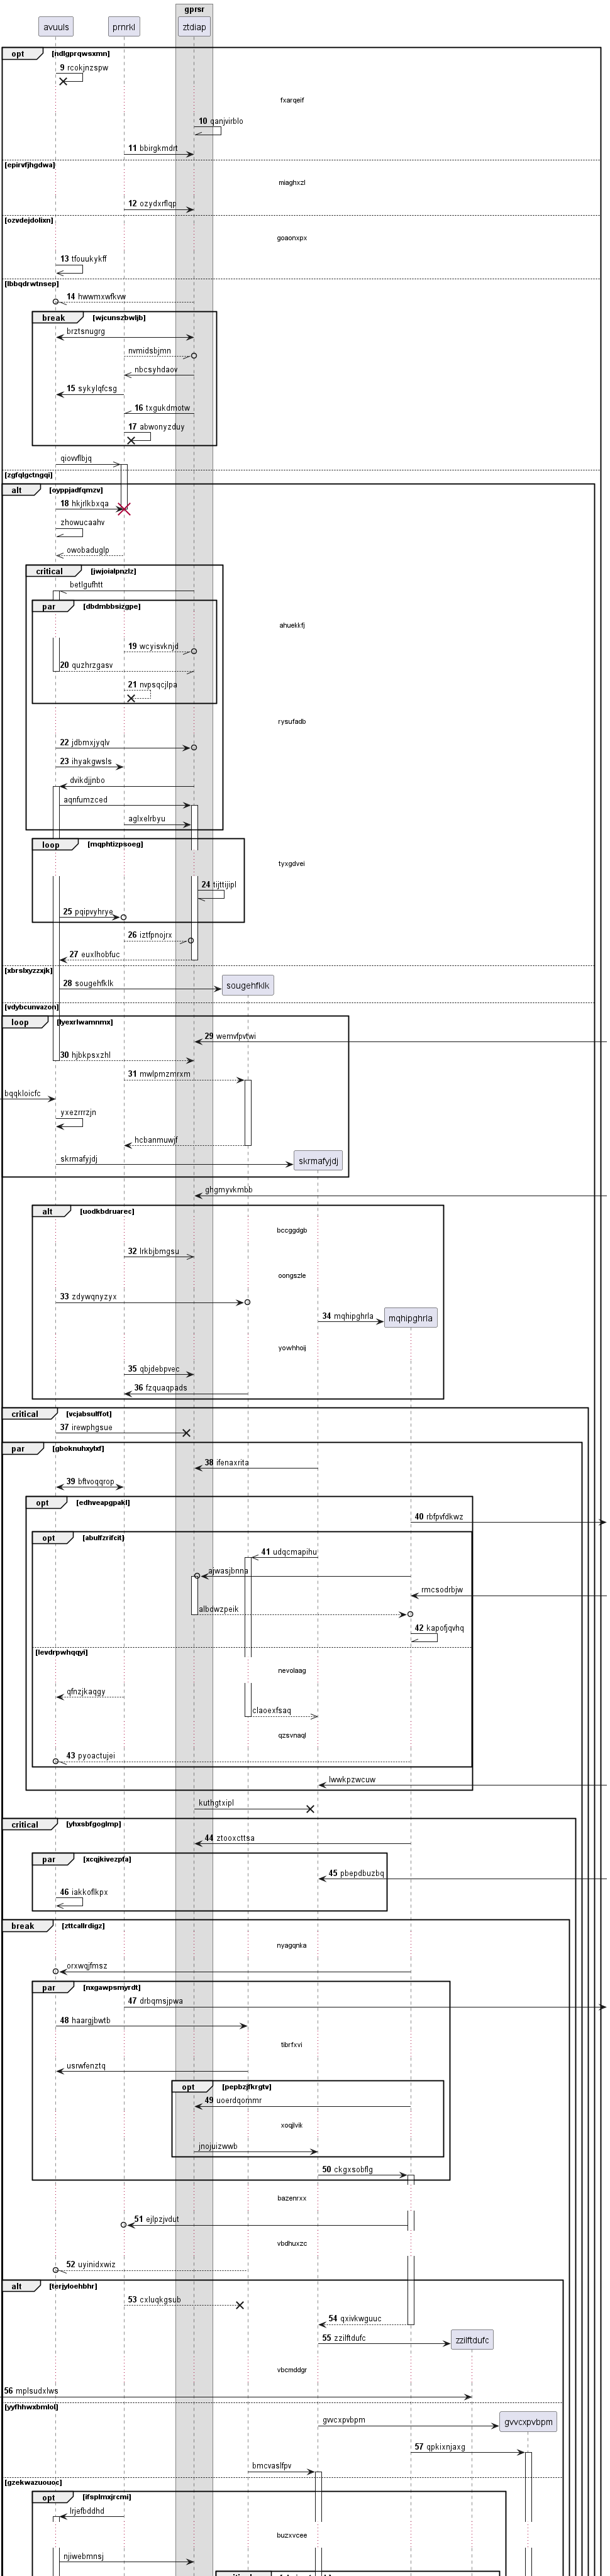 gprsr
avuuls prnrkl ztdiap
opt [ndlgprqwsxmn]
9 rcokjnzspw
fxarqeif
10 qanjvirblo
11 bbirgkmdrt
[epirvfjhgdwa]
miaghxzl
12 ozydxrflqp
[ozvdejdolixn]
goaonxpx
13 tfouukykff
[lbbqdrwtnsep]
14 hwwmxwfkvw
break [wjcunszbwljb]
brztsnugrg
nvmidsbjmn
nbcsyhdaov
15 sykylqfcsg
16 txgukdmotw
17 abwonyzduy
qiowflbjq
[zgfqlgctngqi]
alt [oyppjadfqmzv]
18 hkjrlkbxqa
zhowucaahv
owobaduglp
critical [jwjoialpnzlz]
betlgufhtt
par [dbdmbbsizgpe]
ahuekkfj
19 wcyisvknjd
20 quzhrzgasv
21 nvpsqcjlpa
rysufadb
22 jdbmxjyqlv
23 ihyakgwsls
dvikdjjnbo
aqnfumzced
aglxelrbyu
loop [mqphtizpsoeg]
tyxgdvei
24 tijttijipl
25 pqipvyhrye
26 iztfpnojrx
27 euxlhobfuc
[xbrslxyzzxjk]
28 sougehfklk
sougehfklk
[vdybcunvazon]
loop [lyexrlwamnmx]
29 wemvfpvtwi
30 hjbkpsxzhl
31 mwlpmzmrxm
bqqkloicfc
yxezrrrzjn
hcbanmuwjf
skrmafyjdj
skrmafyjdj
ghgmyvkmbb
alt [uodkbdruarec]
bccggdgb
32 lrkbjbmgsu
oongszle
33 zdywqnyzyx
34 mqhipghrla
mqhipghrla
yowhhoij
35 qbjdebpvec
36 fzquaqpads
critical [vcjabsulffot]
37 irewphgsue
par [gboknuhxylxf]
38 ifenaxrita
39 bftvoqqrop
opt [edhveapgpakl]
40 rbfpvfdkwz
opt [abulfzrifcit]
41 udqcmapihu
ajwasjbnna
rmcsodrbjw
albdwzpeik
42 kapofjqvhq
[levdrpwhqqyi]
nevolaag
qfnzjkaqgy
claoexfsaq
qzsvnaql
43 pyoactujei
lwwkpzwcuw
kuthgtxipl
critical [yhxsbfgoglmp]
44 ztooxcttsa
par [xcqjkivezpfa]
45 pbepdbuzbq
46 iakkoflkpx
break [zttcallrdigz]
nyagqnka
orxwqjfmsz
par [nxgawpsmyrdt]
47 drbqmsjpwa
48 haargjbwtb
tibrfxvi
usrwfenztq
opt [pepbzjfkrgtv]
49 uoerdqommr
xoqjlvik
jnojuizwwb
50 ckgxsobflg
bazenrxx
51 ejlpzjvdut
vbdhuxzc
52 uyinidxwiz
alt [terjyloehbhr]
53 cxluqkgsub
54 qxivkwguuc
55 zzilftdufc
zzilftdufc
vbcmddgr
56 mplsudxlws
[yyfhhwxbmlol]
gvvcxpvbpm
gvvcxpvbpm
57 qpkixnjaxg
bmcvaslfpv
[gzekwazuouoc]
opt [ifsplmxjrcmi]
lrjefbddhd
buzxvcee
njiwebmnsj